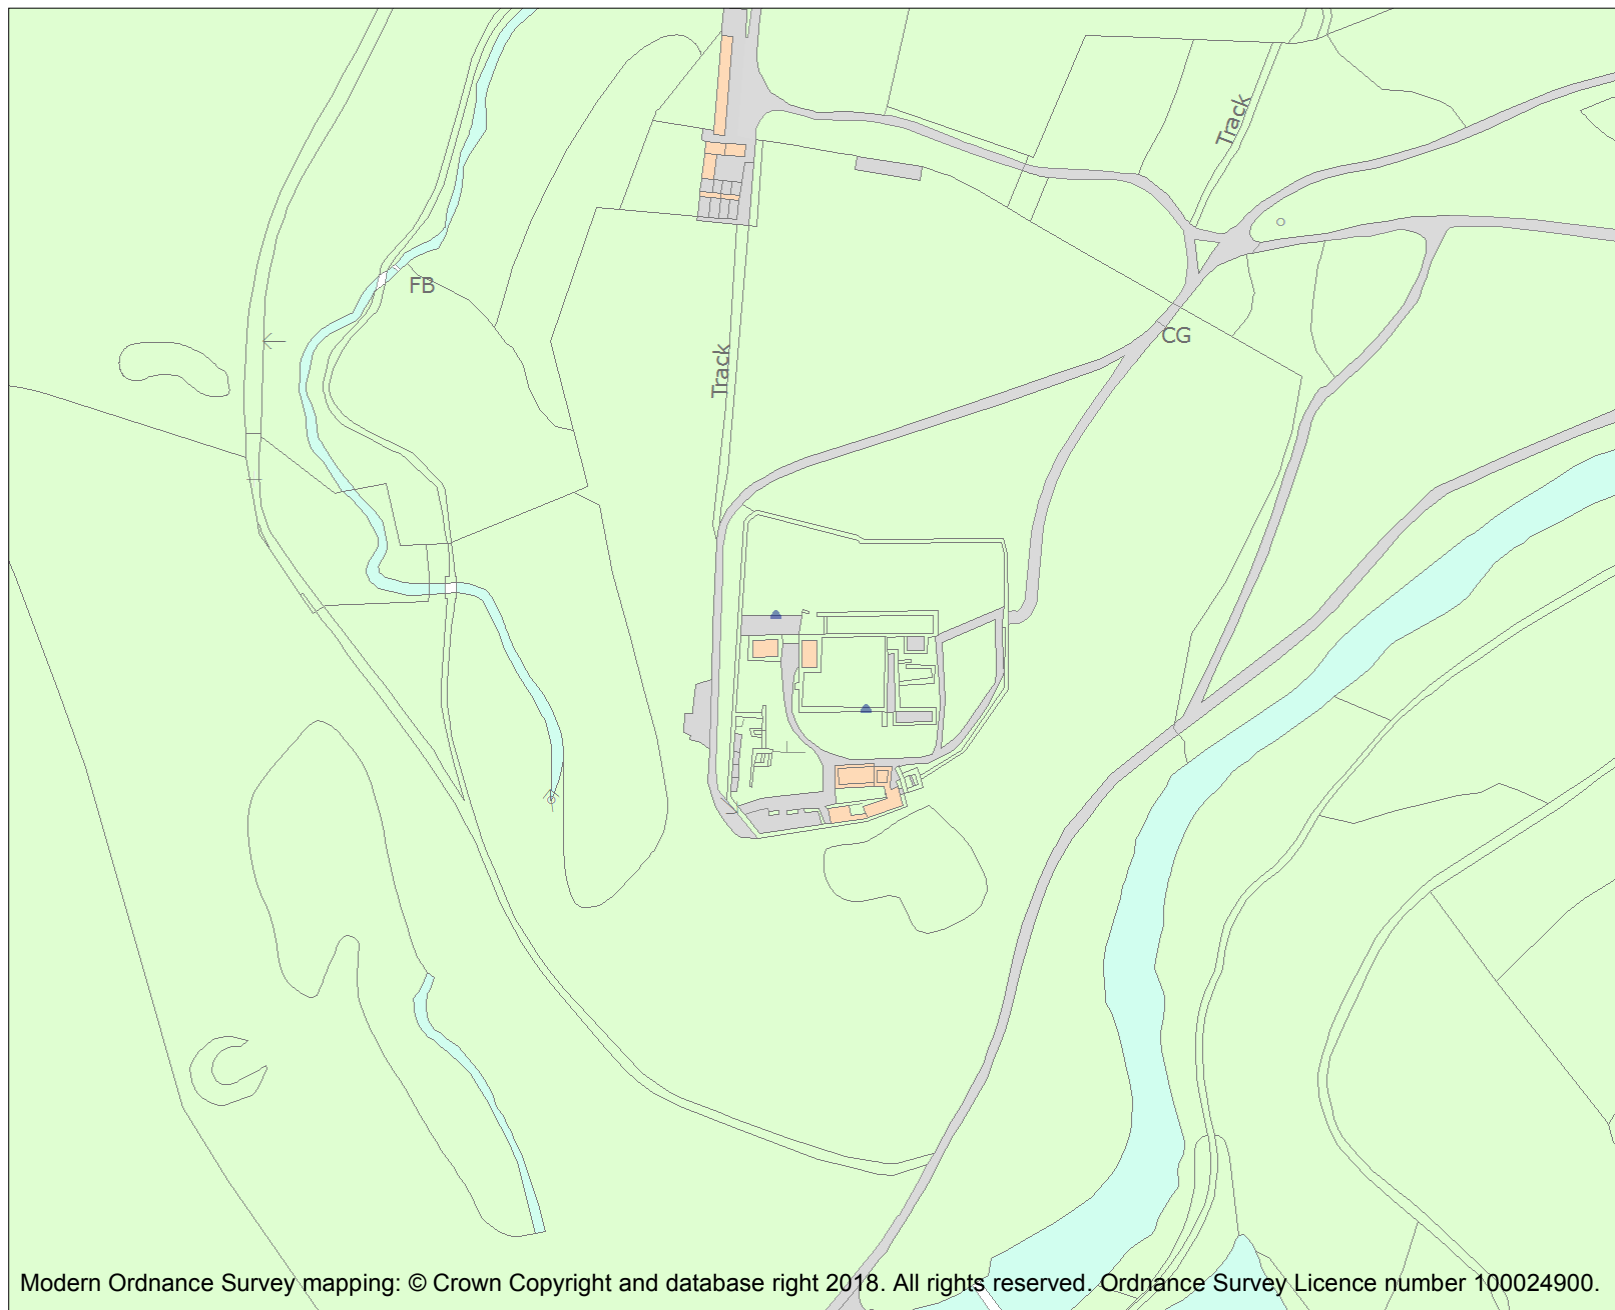 Track
FB
CG
Track
Modern Ordnance Survey mapping: © Crown Copyright and database right 2018. All rights reserved. Ordnance Survey Licence number 100024900.